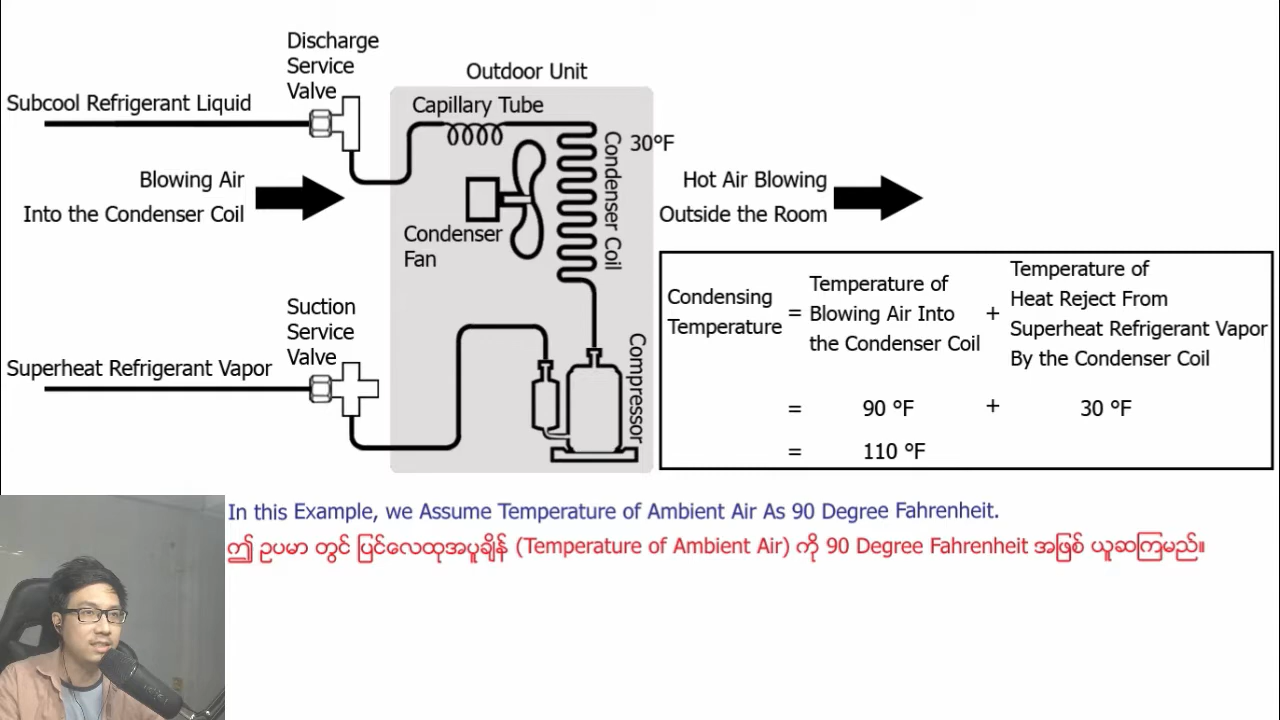 Discharge
Service
Valve
Outdoor Unit
Subcool Refrigerant Liquid
Capillary Tube
30°F
Condenser Coil
Blowing Air
Into the Condenser Coil
Hot Air Blowing
Outside the Room
Condenser
Fan
Suction
Service
Valve
Superheat Refrigerant Vapor
Compressor
Condensing
Temperature
=
Temperature of
Blowing Air Into
the Condenser Coil
+
Temperature of
Heat Reject From
Superheat Refrigerant Vapor
By the Condenser Coil
= 90 °F + 30 °F
= 110 °F
In this Example, we Assume Temperature of Ambient Air As 90 Degree Fahrenheit.
ဤ ဥပမာ တွင် ပြင်လေထုအပူချိန် (Temperature of Ambient Air) ကို 90 Degree Fahrenheit အဖြစ် ယူဆကြမည်။